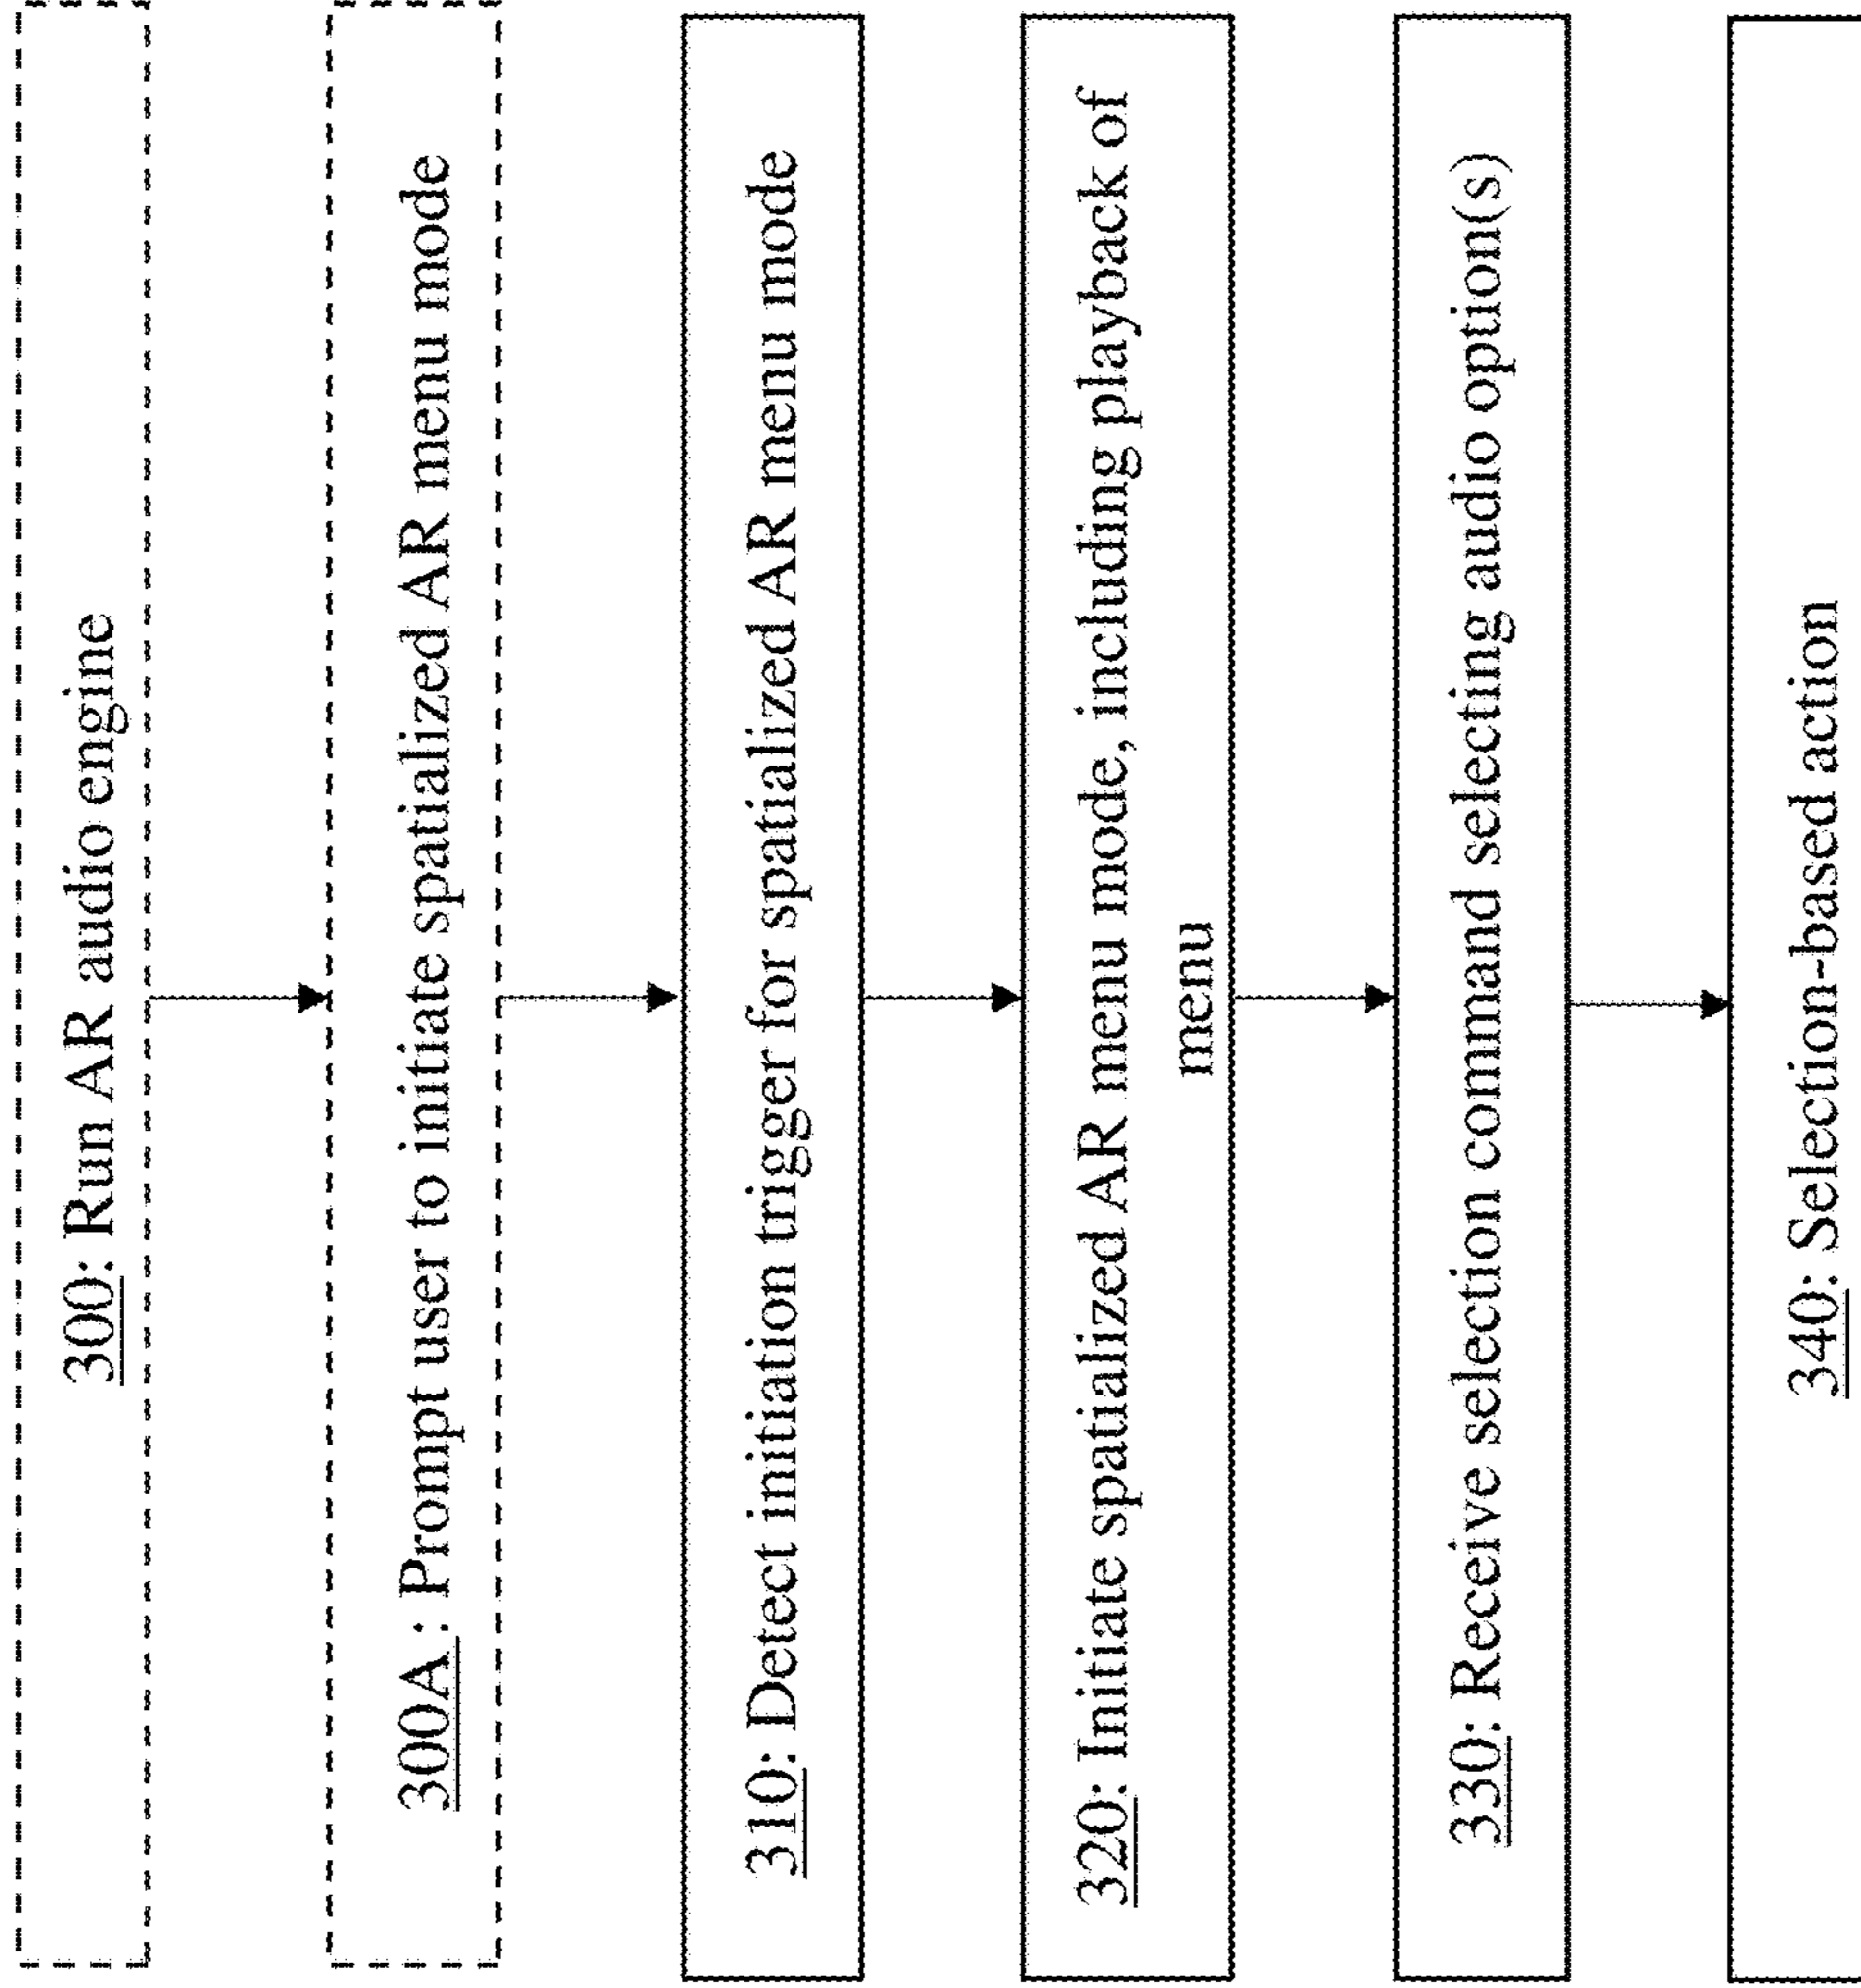 300: Run AR audio engine
300A: Prompt user to initiate spatialized AR menu mode
310: Detect initiation trigger for spatialized AR menu mode
320: Initiate spatialized AR menu mode, including playback of
menu
330: Receive selection command selecting audio option(s)
340: Selection-based action